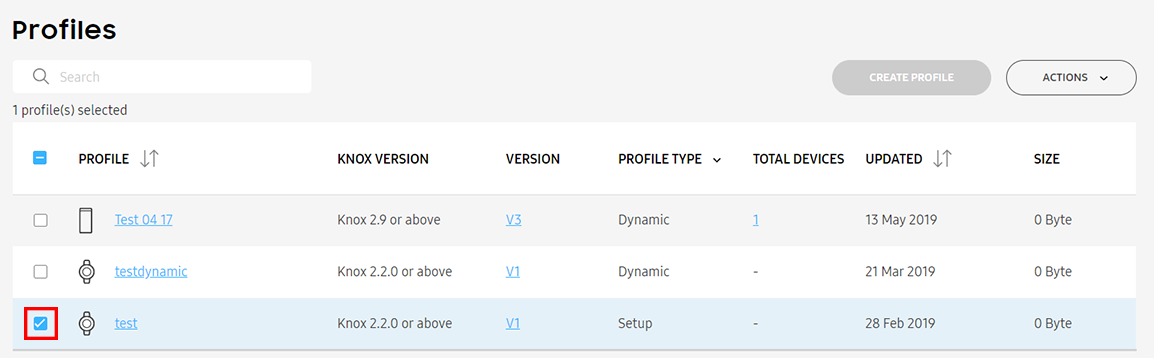 Profiles
Search
CREATE PROFILE ACTIONS
1 profile(s) selected
PROFILE KNOX VERSION VERSION PROFILE TYPE TOTAL DEVICES UPDATED SIZE
Test 04 17 Knox 2.9 or above V3 Dynamic 1 13 May 2019 0 Byte
testdynamic Knox 2.2.0 or above V1 Dynamic - 21 Mar 2019 0 Byte
test Knox 2.2.0 or above V1 Setup - 28 Feb 2019 0 Byte